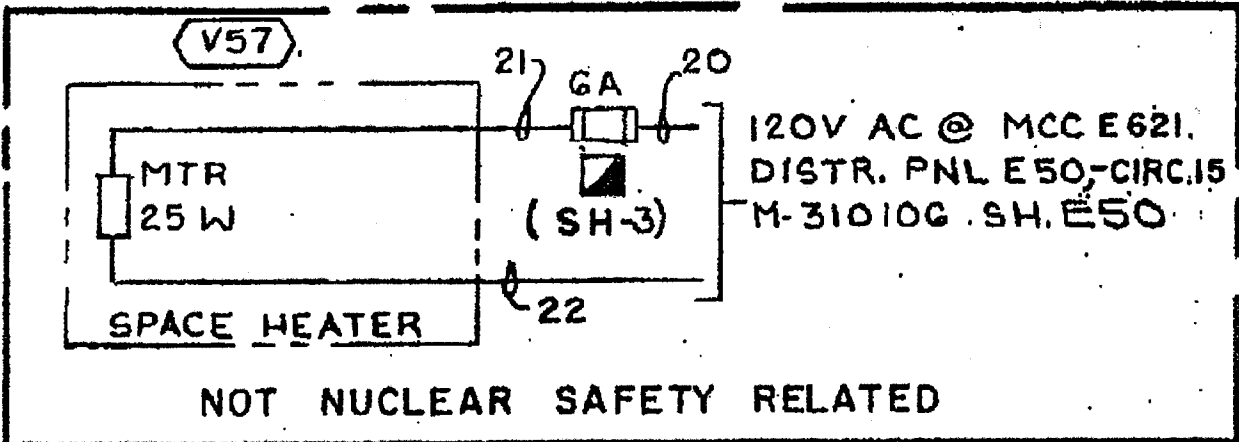 V57
21
6A
20
120V AC @ MCC E621.
DISTR. PNL E50,-CIRC.15
M-310106 .SH. E50
MTR
25 W
(SH-3)
22
SPACE HEATER
NOT NUCLEAR SAFETY RELATED